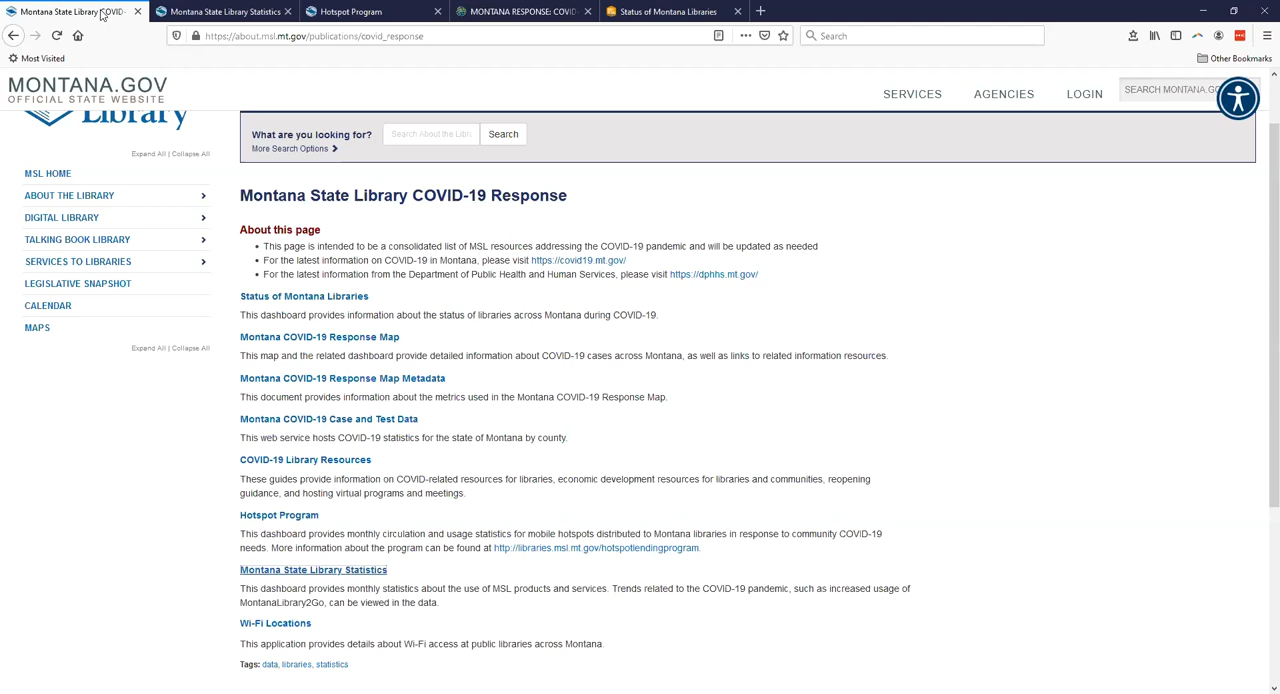 Montana State Library COVID-
Montana State Library Statistics
Hotspot Program
MONTANA RESPONSE: COVID-
Status of Montana Libraries
https://about.msl.mt.gov/publications/covid_response
Search
Most Visited
Other Bookmarks
MONTANA.GOV
OFFICIAL STATE WEBSITE
SERVICES
AGENCIES
LOGIN
SEARCH MONTANA.GO
Library
What are you looking for?
Search About the Libra
Search
More Search Options
Expand All | Collapse All
MSL HOME
ABOUT THE LIBRARY
DIGITAL LIBRARY
TALKING BOOK LIBRARY
SERVICES TO LIBRARIES
LEGISLATIVE SNAPSHOT
CALENDAR
MAPS
Expand All | Collapse All
Montana State Library COVID-19 Response
About this page
• This page is intended to be a consolidated list of MSL resources addressing the COVID-19 pandemic and will be updated as needed
• For the latest information on COVID-19 in Montana, please visit https://covid19.mt.gov/
• For the latest information from the Department of Public Health and Human Services, please visit https://dphhs.mt.gov/
Status of Montana Libraries
This dashboard provides information about the status of libraries across Montana during COVID-19.
Montana COVID-19 Response Map
This map and the related dashboard provide detailed information about COVID-19 cases across Montana, as well as links to related information resources.
Montana COVID-19 Response Map Metadata
This document provides information about the metrics used in the Montana COVID-19 Response Map.
Montana COVID-19 Case and Test Data
This web service hosts COVID-19 statistics for the state of Montana by county.
COVID-19 Library Resources
These guides provide information on COVID-related resources for libraries, economic development resources for libraries and communities, reopening
guidance, and hosting virtual programs and meetings.
Hotspot Program
This dashboard provides monthly circulation and usage statistics for mobile hotspots distributed to Montana libraries in response to community COVID-19
needs. More information about the program can be found at http://libraries.msl.mt.gov/hotspotlendingprogram.
Montana State Library Statistics
This dashboard provides monthly statistics about the use of MSL products and services. Trends related to the COVID-19 pandemic, such as increased usage of
MontanaLibrary2Go, can be viewed in the data.
Wi-Fi Locations
This application provides details about Wi-Fi access at public libraries across Montana.
Tags: data, libraries, statistics